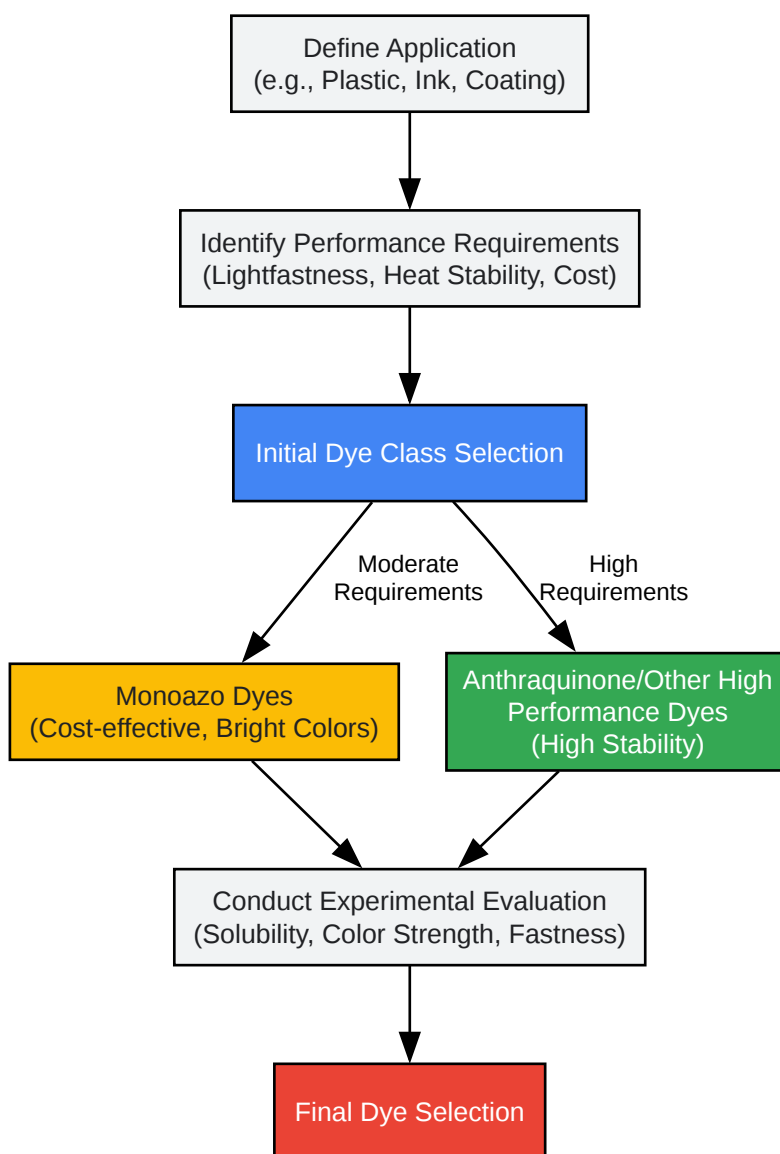 Define Application
(e.g., Plastic, Ink, Coating)
Identify Performance Requirements
(Lightfastness, Heat Stability, Cost)
Initial Dye Class Selection
Moderate
Requirements
High
Requirements
Monoazo Dyes
(Cost-effective, Bright Colors)
Anthraquinone/Other High
Performance Dyes
(High Stability)
Conduct Experimental Evaluation
(Solubility, Color Strength, Fastness)
Final Dye Selection